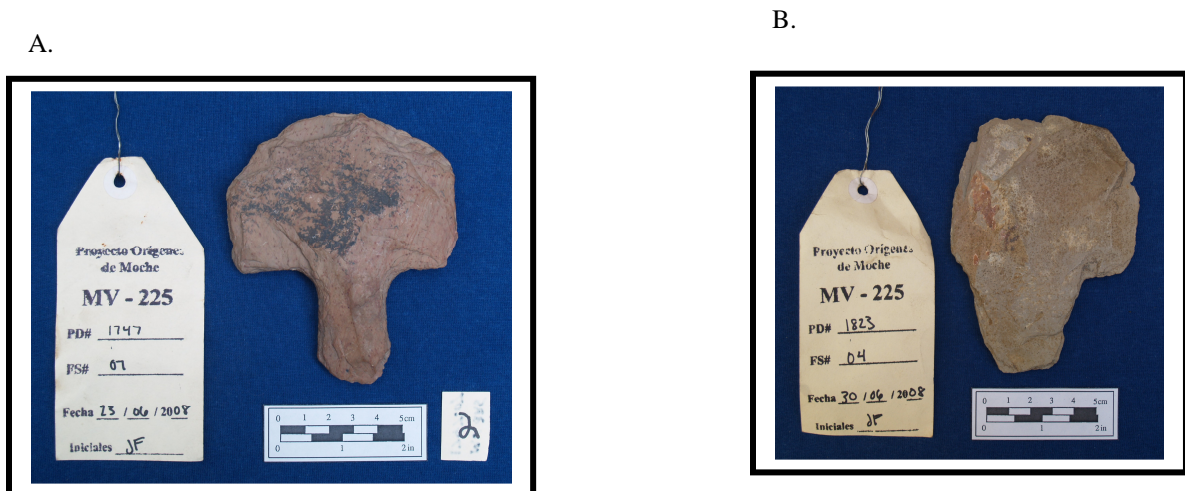 A.
B.
Proyecto Orígenes
de Moche
MV - 225
PD# 1747
FS# 07
Fecha 23 / 06 / 2008
Iniciales JF
0 1 2 3 4 5cm
0 1 2 in
2
Proyecto Orígenes
de Moche
MV - 225
PD# 1823
FS# 04
Fecha 30 / 06 / 2008
Iniciales JF
0 1 2 3 4 5cm
0 1 2 in